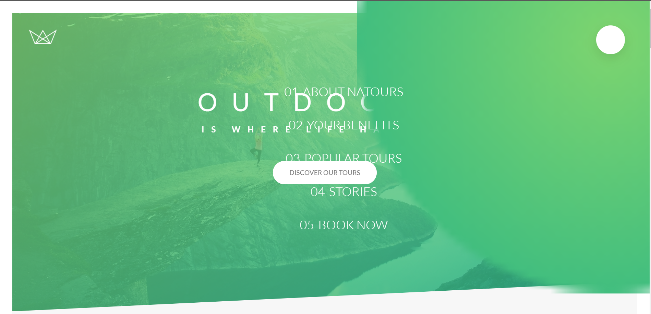 01 ABOUT NATOURS
OUTDO
02 YOUR BENEFITS
IS WHERE LIFE H
03 POPULAR TOURS
DISCOVER OUR TOURS
04 STORIES
05 BOOK NOW